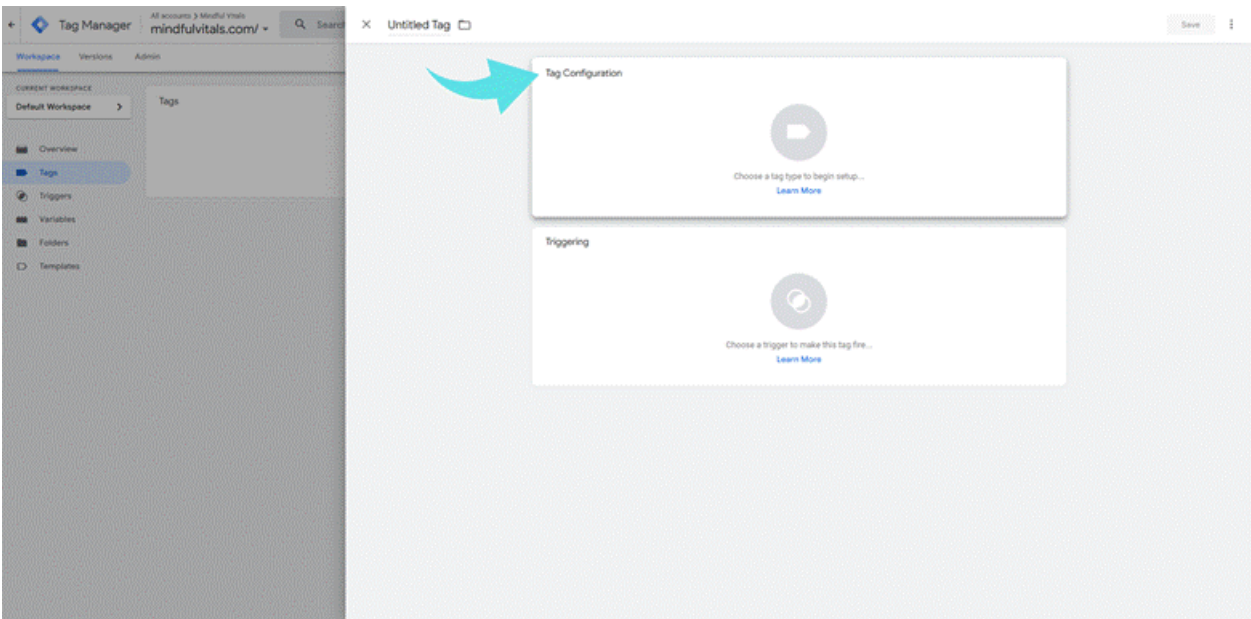 Tag Manager
All accounts > Mindful Vitals
mindfulvitals.com/
Search
Untitled Tag
Save
Workspace Versions Admin
CURRENT WORKSPACE
Default Workspace
Tags
Overview
Tags
Triggers
Variables
Folders
Templates
Tag Configuration
Choose a tag type to begin setup...
Learn More
Triggering
Choose a trigger to make this tag fire...
Learn More